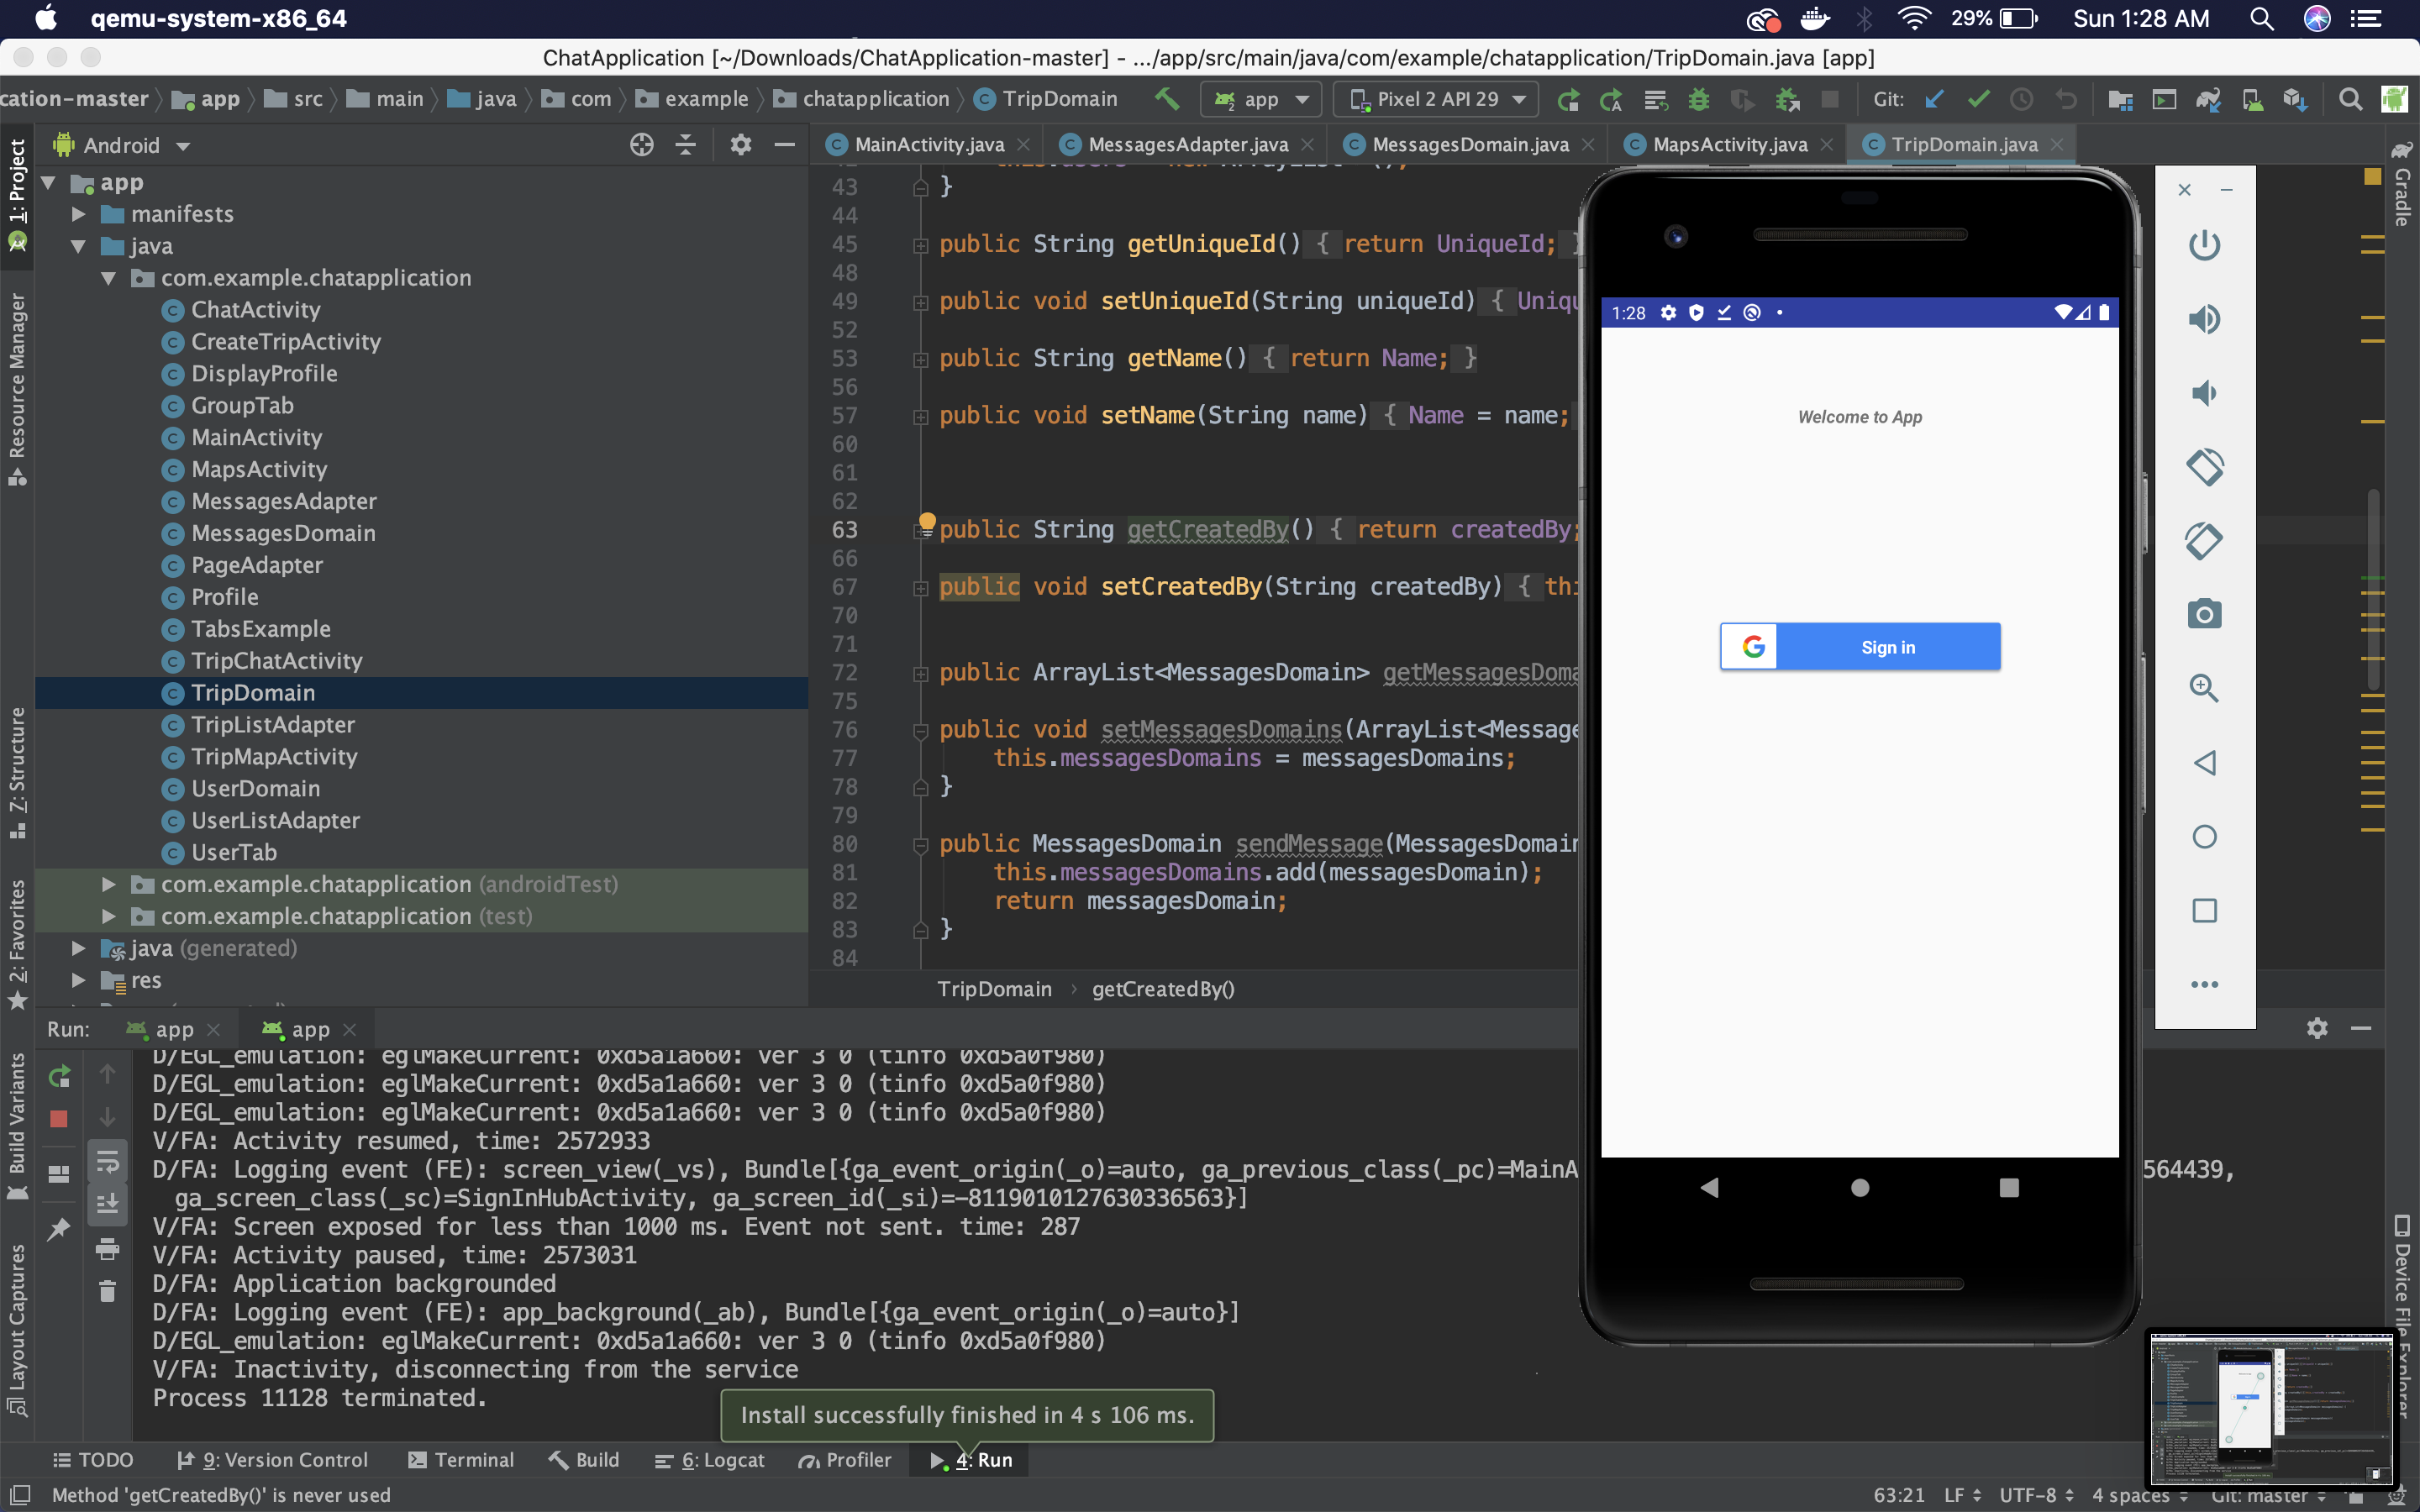 qemu-system-x86_64
29%
Sun 1:28 AM
ChatApplication [~/Downloads/ChatApplication-master] - .../app/src/main/java/com/example/chatapplication/TripDomain.java [app]
cation-master app src main java com example chatapplication TripDomain
app
Pixel 2 API 29
Git:
1: Project
Resource Manager
7: Structure
2: Favorites
Build Variants
Layout Captures
Android
app
manifests
java
com.example.chatapplication
ChatActivity
CreateTripActivity
DisplayProfile
GroupTab
MainActivity
MapsActivity
MessagesAdapter
MessagesDomain
PageAdapter
Profile
TabsExample
TripChatActivity
TripDomain
TripListAdapter
TripMapActivity
UserDomain
UserListAdapter
UserTab
com.example.chatapplication (androidTest)
com.example.chatapplication (test)
java (generated)
res
MainActivity.java
MessagesAdapter.java
MessagesDomain.java
MapsActivity.java
TripDomain.java
43 }
44
45 public String getUniqueId() { return UniqueId; }
48
49 public void setUniqueId(String uniqueId) { Uniqu
52
53 public String getName() { return Name; }
56
57 public void setName(String name) { Name = name;
60
61
62
63 public String getCreatedBy() { return createdBy;
66
67 public void setCreatedBy(String createdBy) { thi
70
71
72 public ArrayList<MessagesDomain> getMessagesDoma
75
76 public void setMessagesDomains(ArrayList<Message
77 this.messagesDomains = messagesDomains;
78 }
79
80 public MessagesDomain sendMessage(MessagesDomain
81 this.messagesDomains.add(messagesDomain);
82 return messagesDomain;
83 }
84
TripDomain getCreatedBy()
1:28
Welcome to App
Sign in
Gradle
Device File Explorer
Run: app app
D/EGL_emulation: eglMakeCurrent: 0xd5a1a660: ver 3 0 (tinfo 0xd5a0f980)
D/EGL_emulation: eglMakeCurrent: 0xd5a1a660: ver 3 0 (tinfo 0xd5a0f980)
D/EGL_emulation: eglMakeCurrent: 0xd5a1a660: ver 3 0 (tinfo 0xd5a0f980)
V/FA: Activity resumed, time: 2572933
D/FA: Logging event (FE): screen_view(_vs), Bundle[{ga_event_origin(_o)=auto, ga_previous_class(_pc)=MainA 564439,
ga_screen_class(_sc)=SignInHubActivity, ga_screen_id(_si)=-8119010127630336563}]
V/FA: Screen exposed for less than 1000 ms. Event not sent. time: 287
V/FA: Activity paused, time: 2573031
D/FA: Application backgrounded
D/FA: Logging event (FE): app_background(_ab), Bundle[{ga_event_origin(_o)=auto}]
D/EGL_emulation: eglMakeCurrent: 0xd5a1a660: ver 3 0 (tinfo 0xd5a0f980)
V/FA: Inactivity, disconnecting from the service
Process 11128 terminated.
Install successfully finished in 4 s 106 ms.
TODO
9: Version Control
Terminal
Build
6: Logcat
Profiler
4: Run
Method 'getCreatedBy()' is never used
63:21 LF UTF-8 4 spaces Git: master